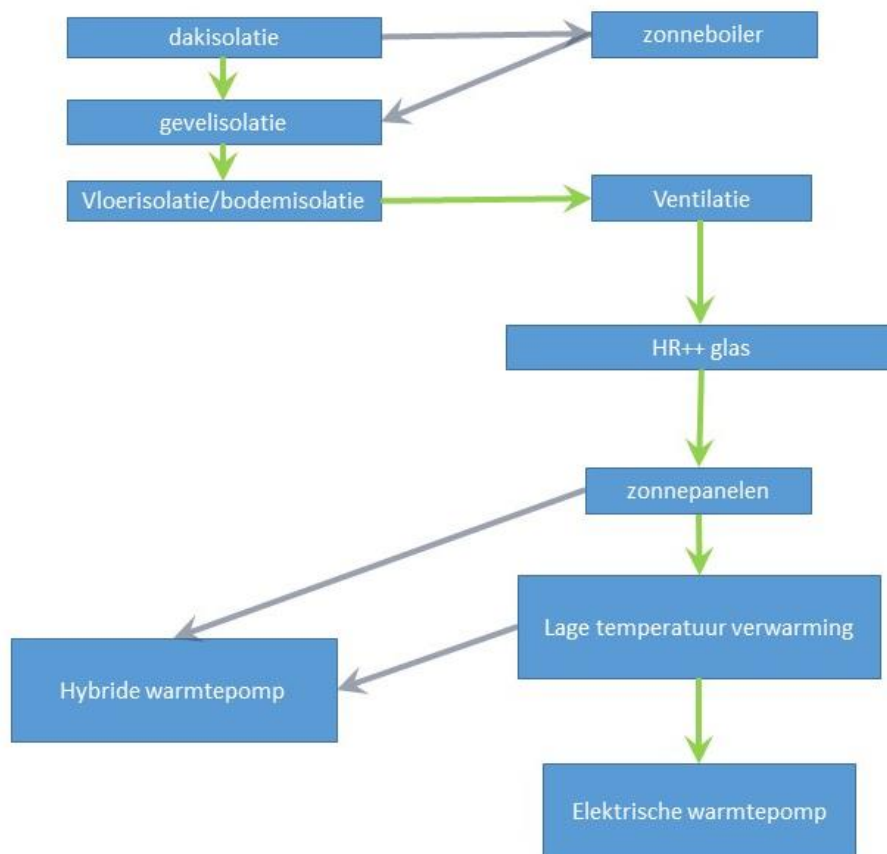 dakisolatie
zonneboiler
gevelisolatie
Vloerisolatie/bodemisolatie
Ventilatie
HR++ glas
zonnepanelen
Lage temperatuur verwarming
Hybride warmtepomp
Elektrische warmtepomp